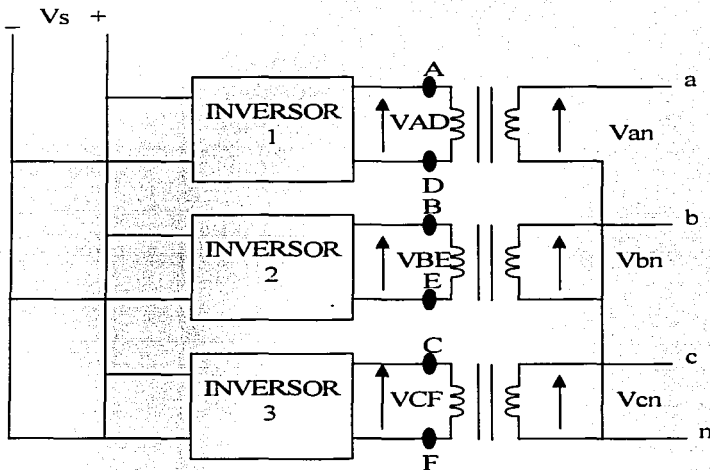 _ Vs +
A
a
INVERSOR
1
VAD
Van
D
B
b
INVERSOR
2
VBE
Vbn
E
C
c
INVERSOR
3
VCF
Vcn
n
F